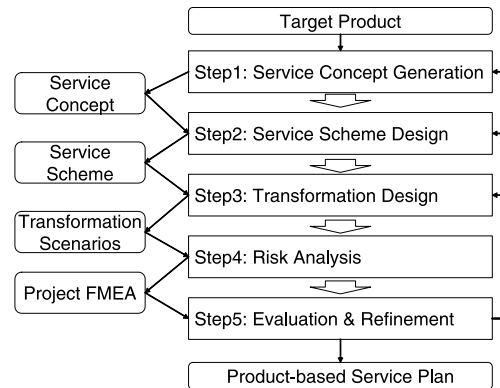 Target Product
Step1: Service Concept Generation
Service
Concept
Step2: Service Scheme Design
Service
Scheme
Step3: Transformation Design
Transformation
Scenarios
Step4: Risk Analysis
Project FMEA
Step5: Evaluation & Refinement
Product-based Service Plan